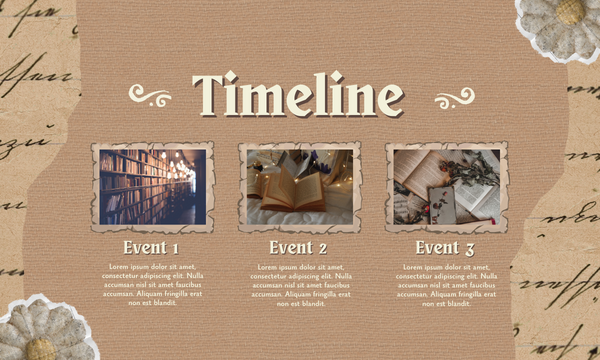 Timeline
Event 1
Lorem ipsum dolor sit amet,
consectetur adipiscing elit. Nulla
accumsan nisl sit amet faucibus
accumsan. Aliquam fringilla erat
non est blandit.
Event 2
Lorem ipsum dolor sit amet,
consectetur adipiscing elit. Nulla
accumsan nisl sit amet faucibus
accumsan. Aliquam fringilla erat
non est blandit.
Event 3
Lorem ipsum dolor sit amet,
consectetur adipiscing elit. Nulla
accumsan nisl sit amet faucibus
accumsan. Aliquam fringilla erat
non est blandit.